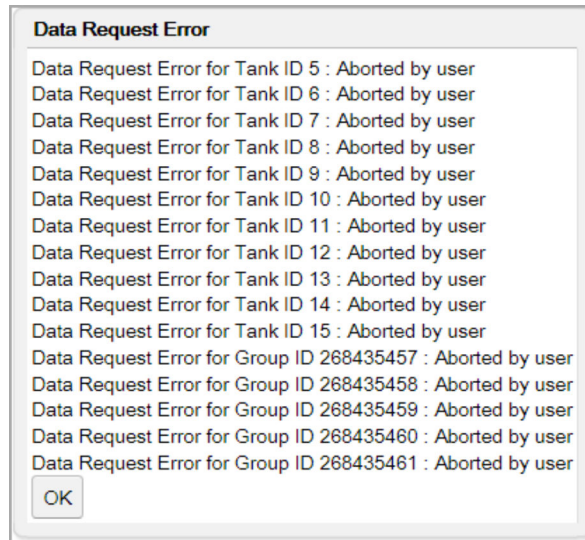 Data Request Error
Data Request Error for Tank ID 5 : Aborted by user
Data Request Error for Tank ID 6 : Aborted by user
Data Request Error for Tank ID 7 : Aborted by user
Data Request Error for Tank ID 8 : Aborted by user
Data Request Error for Tank ID 9 : Aborted by user
Data Request Error for Tank ID 10 : Aborted by user
Data Request Error for Tank ID 11 : Aborted by user
Data Request Error for Tank ID 12 : Aborted by user
Data Request Error for Tank ID 13 : Aborted by user
Data Request Error for Tank ID 14 : Aborted by user
Data Request Error for Tank ID 15 : Aborted by user
Data Request Error for Group ID 268435457 : Aborted by user
Data Request Error for Group ID 268435458 : Aborted by user
Data Request Error for Group ID 268435459 : Aborted by user
Data Request Error for Group ID 268435460 : Aborted by user
Data Request Error for Group ID 268435461 : Aborted by user
OK